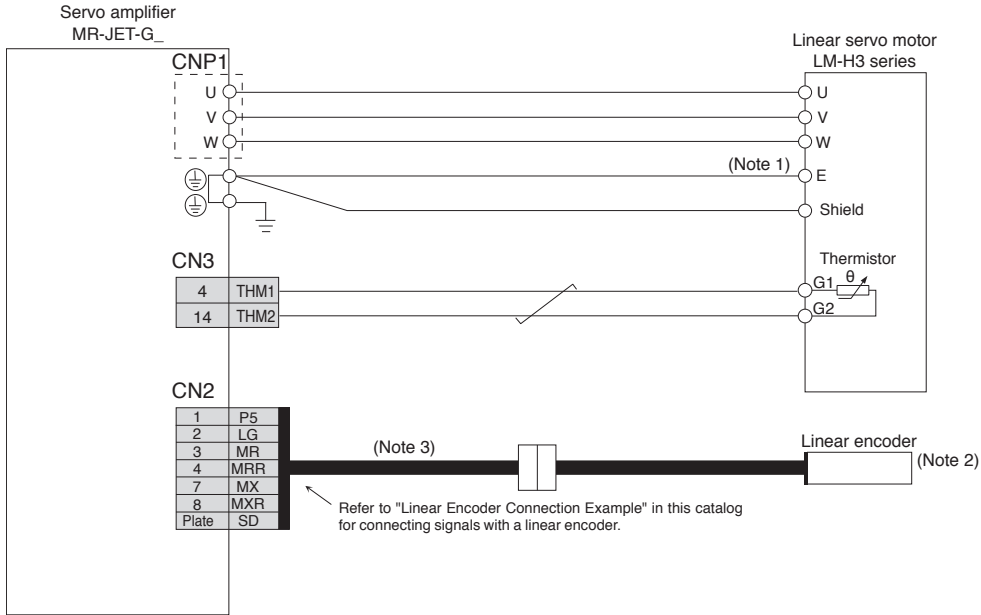 Servo amplifier
MR-JET-G_
Linear servo motor
LM-H3 series
CNP1
U
V
W
U
V
W
(Note 1)
E
Shield
CN3
4 THM1
14 THM2
Thermistor
G1 θ
G2
CN2
1 P5
2 LG
3 MR
4 MRR
7 MX
8 MXR
Plate SD
(Note 3)
Linear encoder
(Note 2)
Refer to "Linear Encoder Connection Example" in this catalog
for connecting signals with a linear encoder.